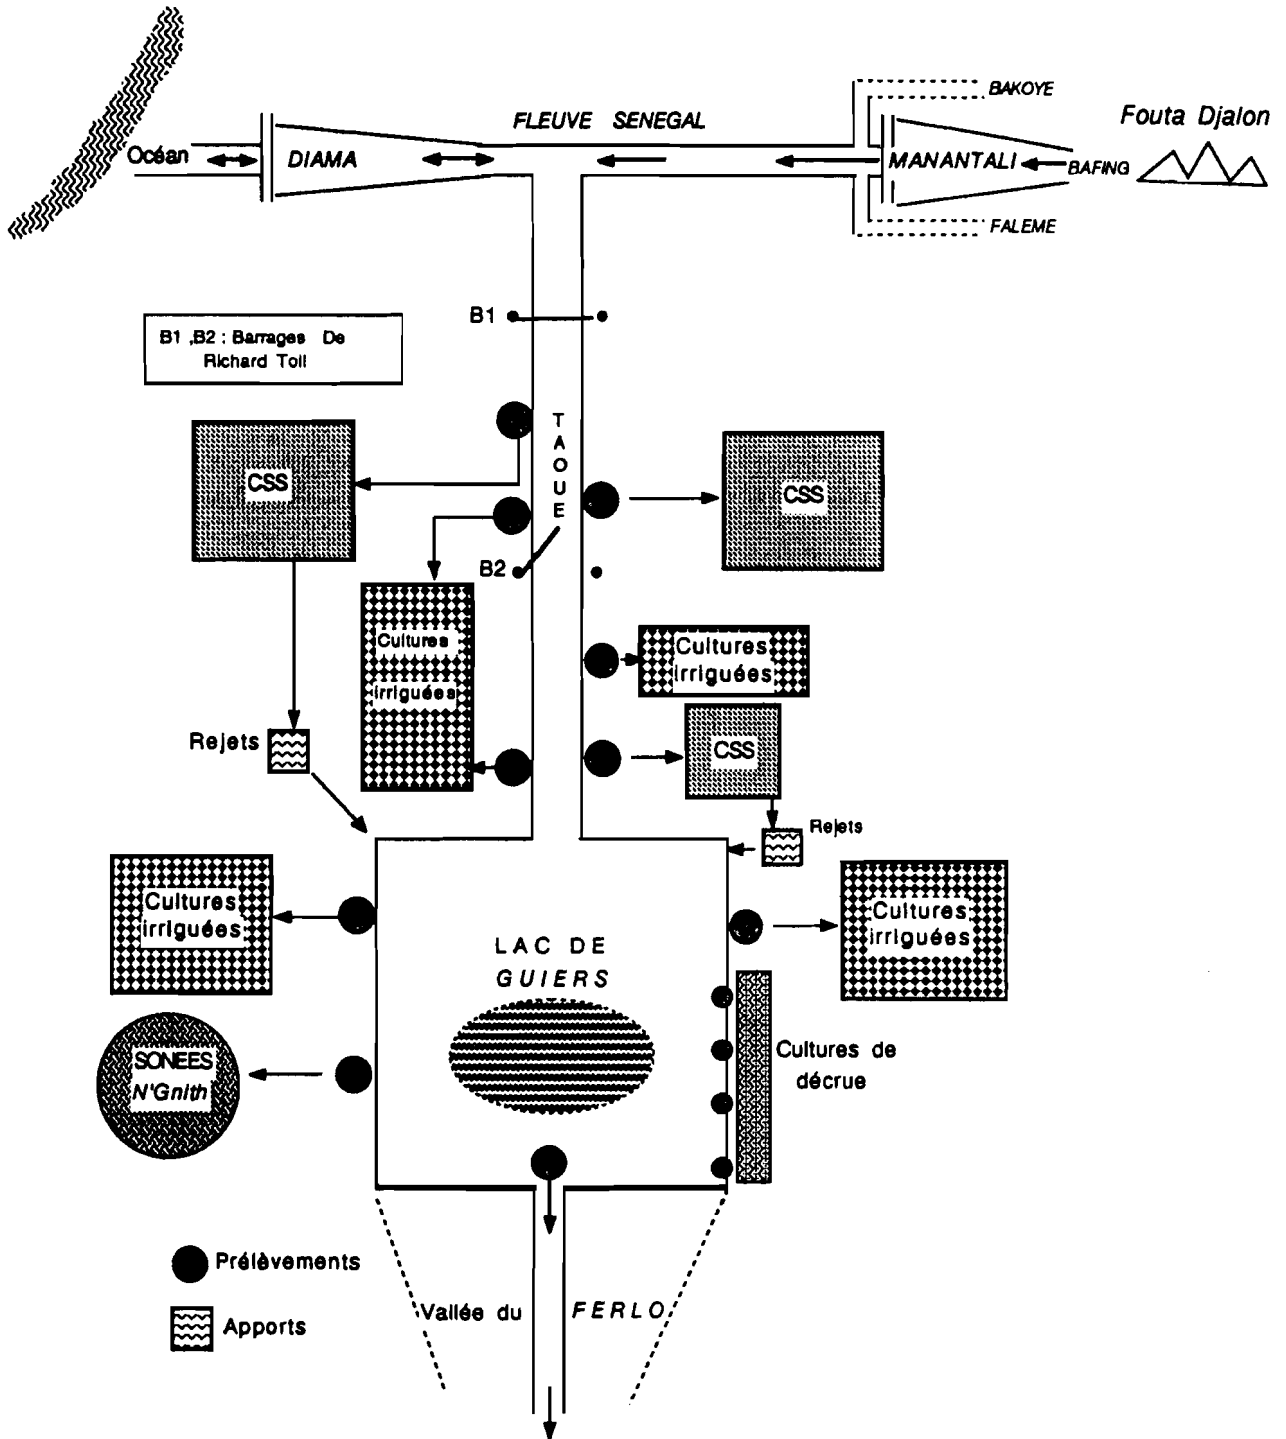 BAKOYE
Fouta Djalon
FLEUVE SENEGAL
Océan
DIAMA
MANANTALI
BAFING
FALEME
B1
B1 ,B2 : Barrages De
Richard Toll
TAOUE
CSS
CSS
B2
Cultures
irriguées
Cultures
irriguées
Rejets
CSS
Rejets
Cultures
irriguées
Cultures
irriguées
LAC DE
GUIERS
SONEES
N'Gnith
Cultures de
décrue
Prélèvements
Vallée du FERLO
Apports